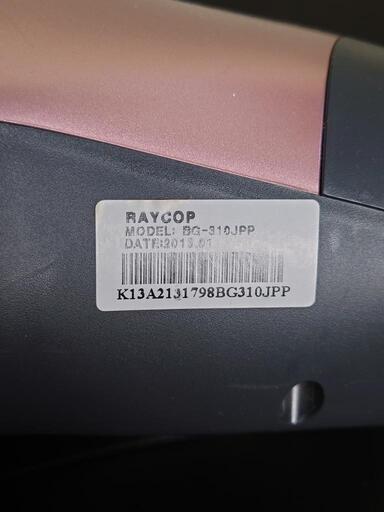 RAYCOP
MODEL: BG-310JPP
DATE:2013.01
K13A2131798BG310JPP